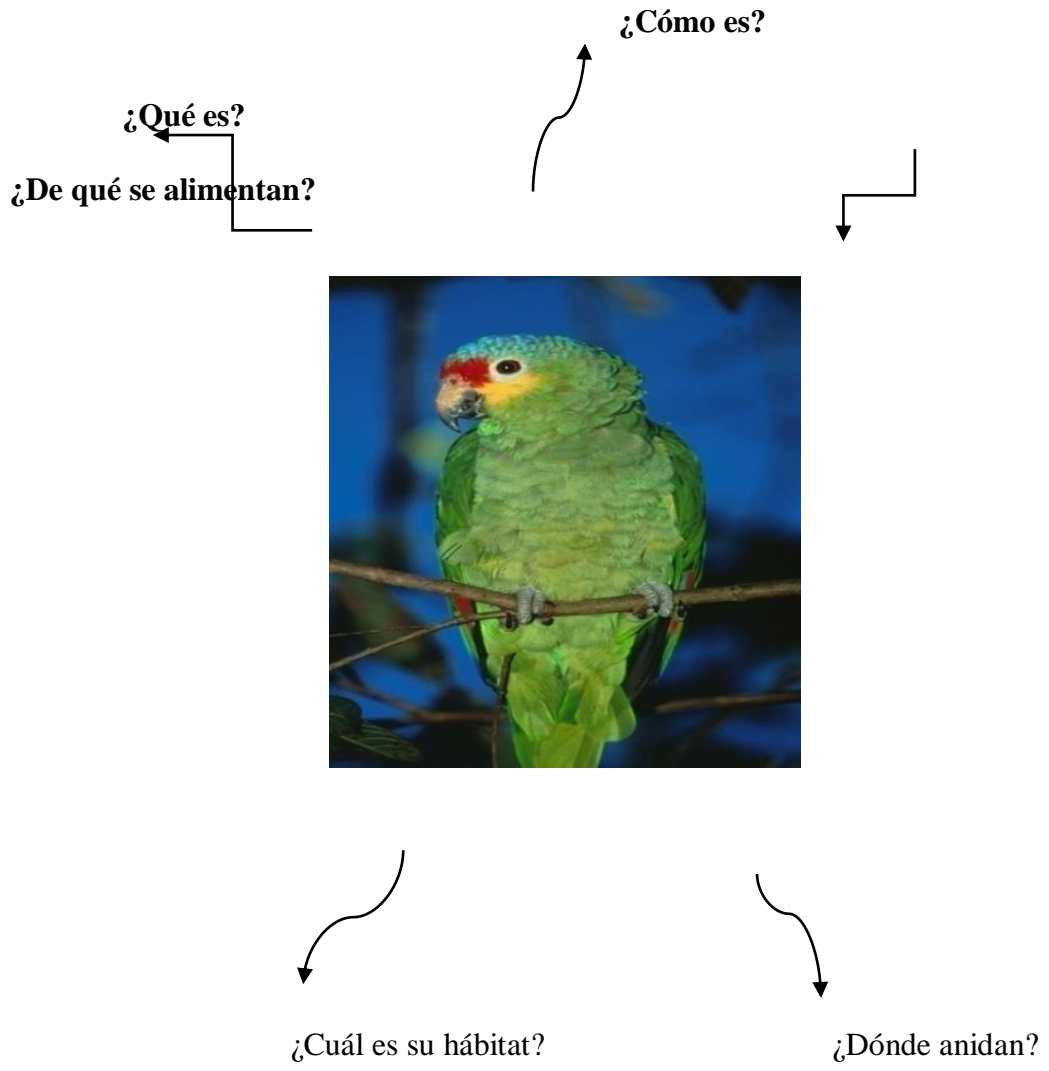 ¿Cómo es?
¿Qué es?
¿De qué se alimentan?
¿Cuál es su hábitat?
¿Dónde anidan?